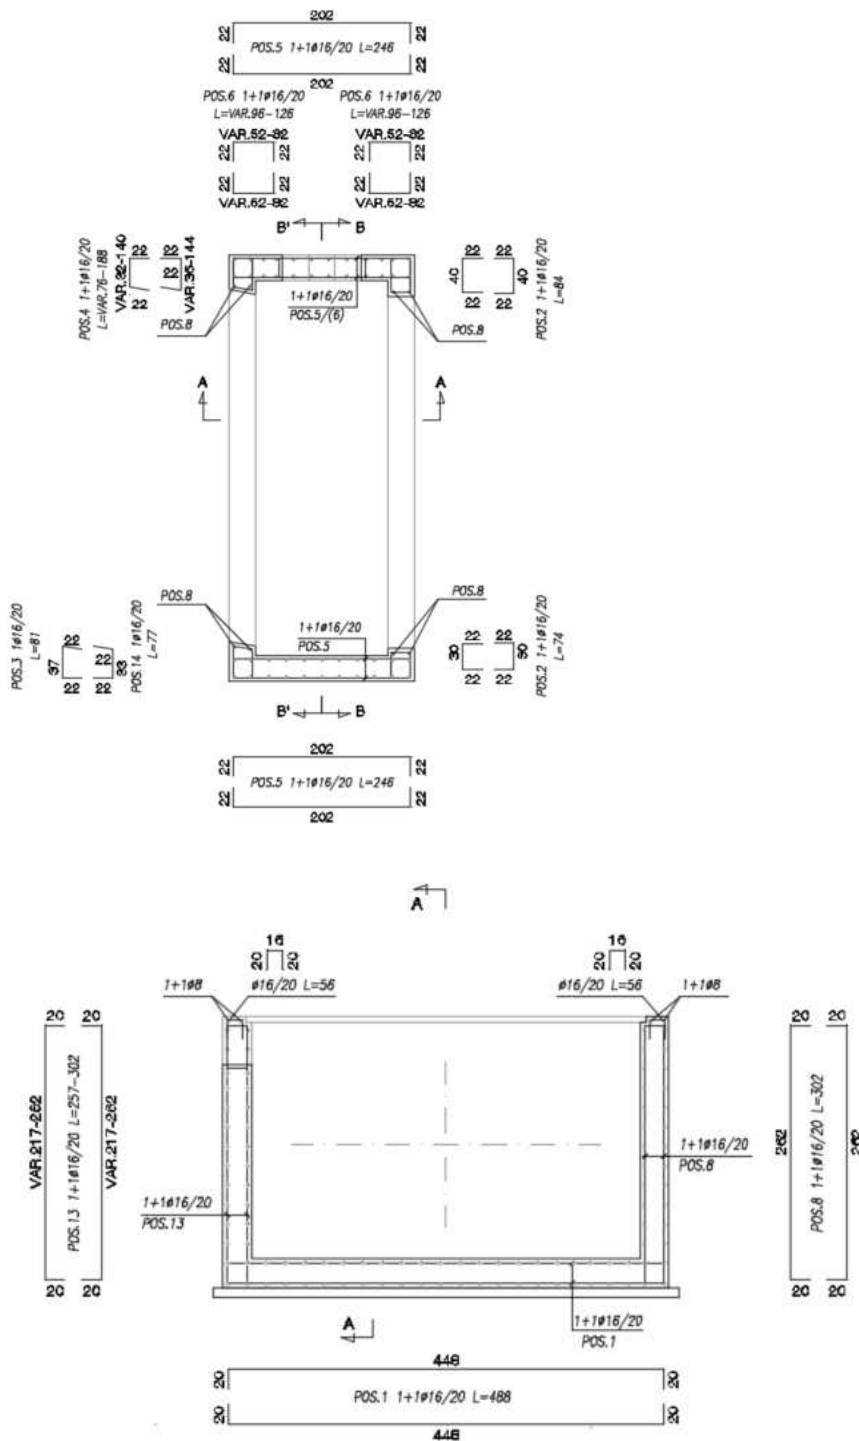 202
22 22
POS.5 1+1ø16/20 L=246
22 22
202
POS.6 1+1ø16/20 POS.6 1+1ø16/20
L=VAR.96-126 L=VAR.96-126
VAR.52-82 VAR.52-82
22 22 22 22
22 22 22 22
VAR.52-82 VAR.52-82
B' B
POS.4 1+1ø16/20
L=VAR.76-188
VAR.32-140
22 22
22
22
VAR.36-144
22 22
40 40
22 22
POS.2 1+1ø16/20
L=84
1+1ø16/20
POS.5/(6)
POS.8 POS.8
A A
POS.8 POS.8
1+1ø16/20
POS.5
POS.3 1ø16/20
L=81
37
22
22
22 22
33
POS.14 1ø16/20
L=77
22 22
30 30
22 22
POS.2 1+1ø16/20
L=74
B' B
202
22 22
POS.5 1+1ø16/20 L=246
22 22
202
A
16 16
20 20 20 20
1+1ø8 ø16/20 L=56 ø16/20 L=56 1+1ø8
20 20 20 20
VAR.217-262
POS.13 1+1ø16/20 L=257-302
VAR.217-262
262
POS.8 1+1ø16/20 L=302
262
1+1ø16/20
POS.8
1+1ø16/20
POS.13
20 20 20 20
A
1+1ø16/20
POS.1
448
20 20
POS.1 1+1ø16/20 L=488
20 20
448